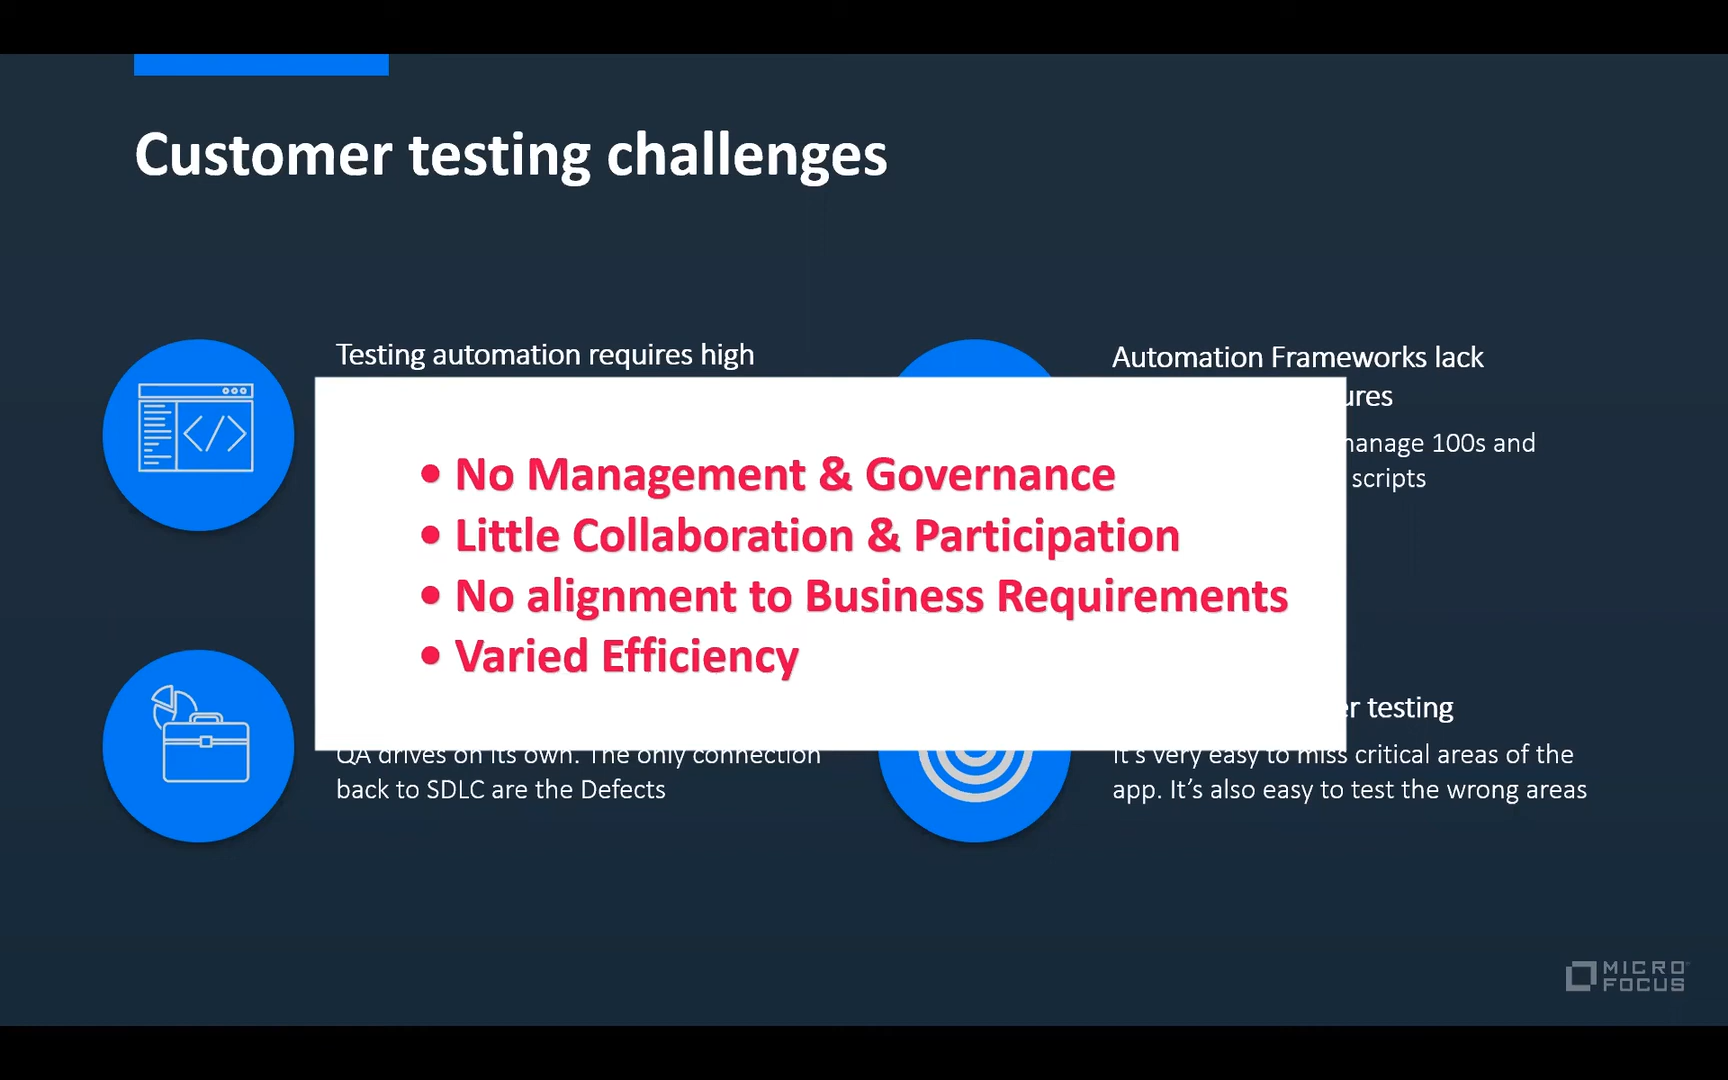 Customer testing challenges
Testing automation requires high
Automation Frameworks lack
anage 100s and
scripts
• No Management & Governance
• Little Collaboration & Participation
• No alignment to Business Requirements
• Varied Efficiency
testing
QA drives on its own. The only connection
back to SDLC are the Defects
It's very easy to miss critical areas of the
app. It's also easy to test the wrong areas
MICRO
FOCUS